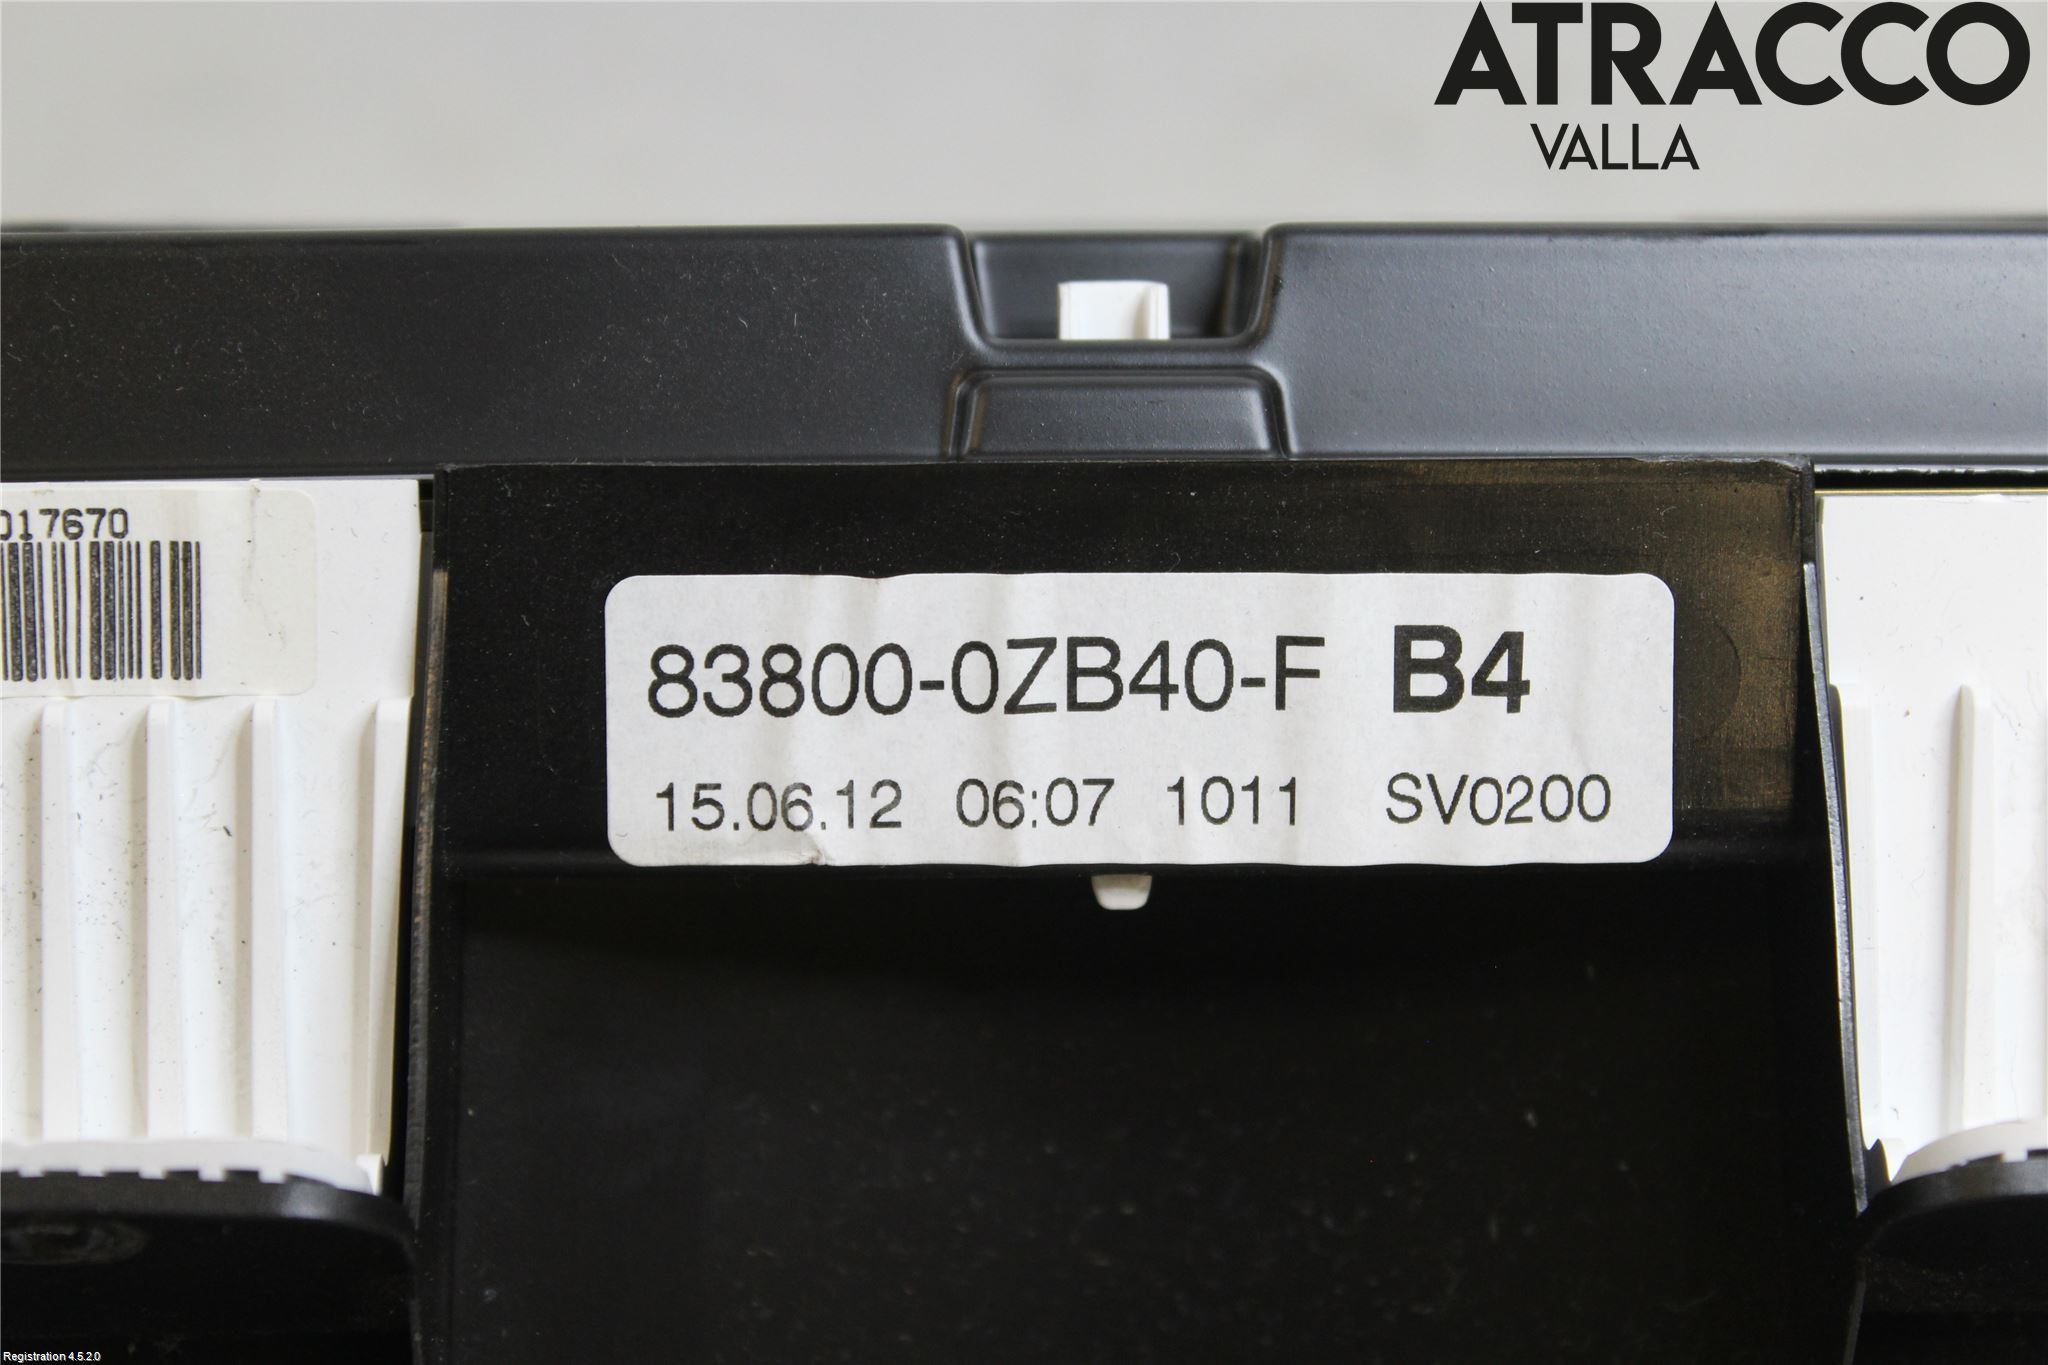 ATRACCO
VALLA
017670
83800-0ZB40-F B4
15.06.12 06:07 1011 SV0200
Registration 4.5.2.0